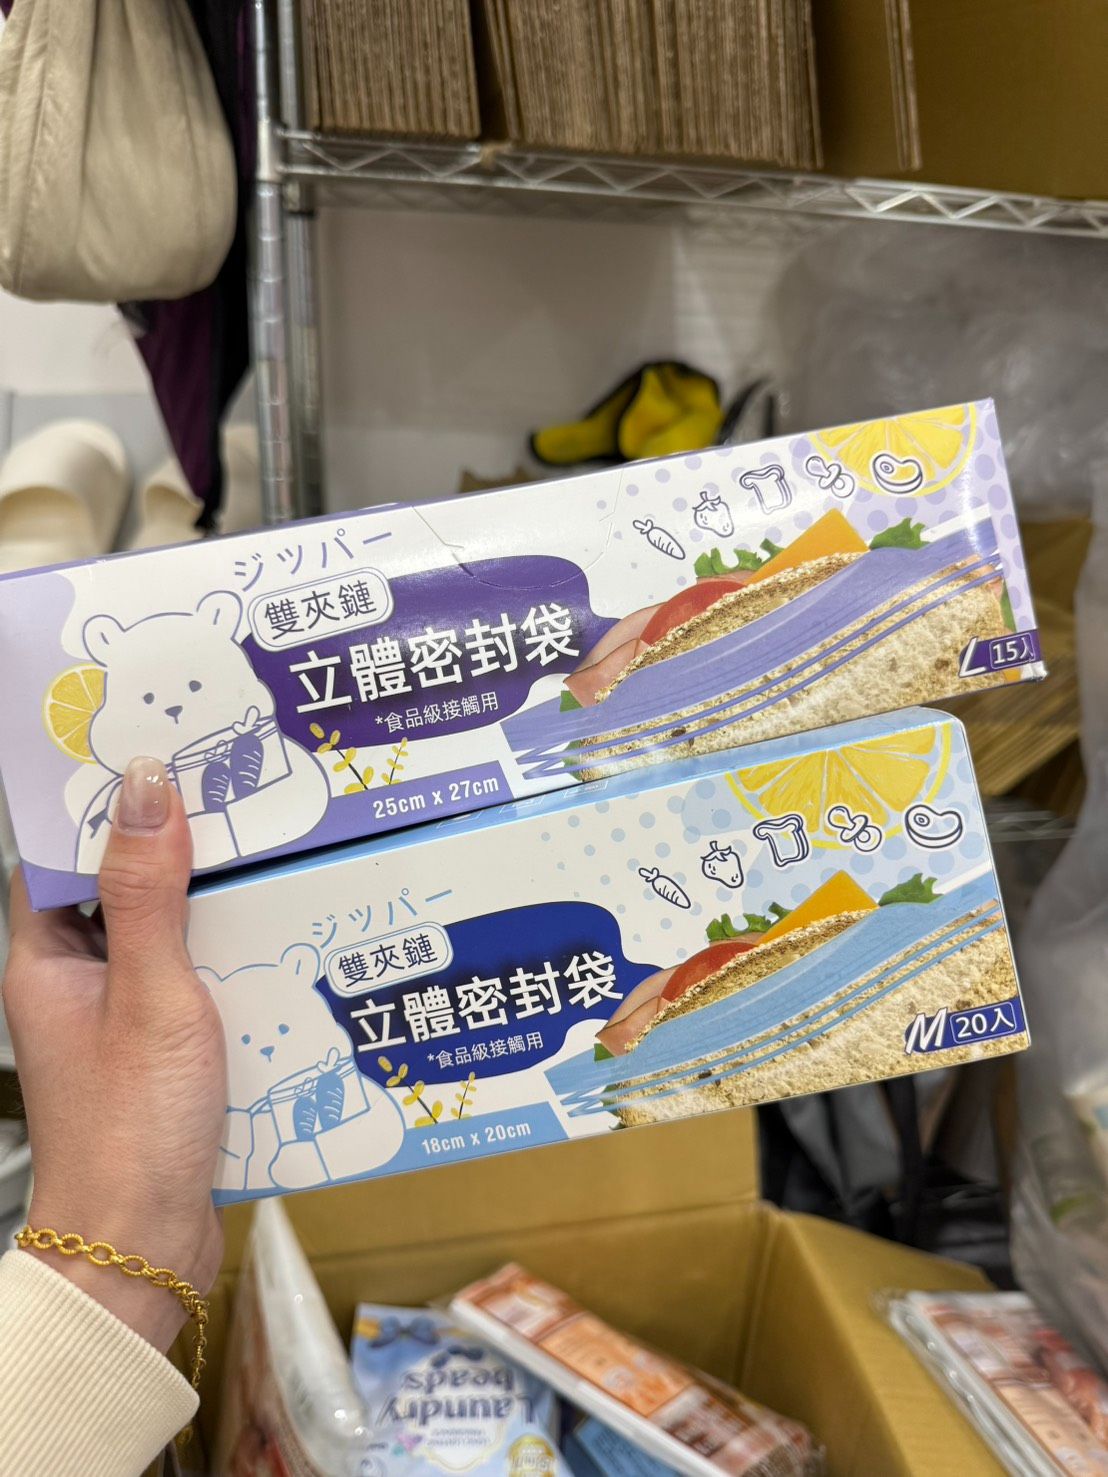 ジッパー
雙夾鏈
立體密封袋
*食品級接觸用
25cm x 27cm
L 15入
ジッパー
雙夾鏈
立體密封袋
*食品級接觸用
18cm x 20cm
M 20入
Laundry
beads